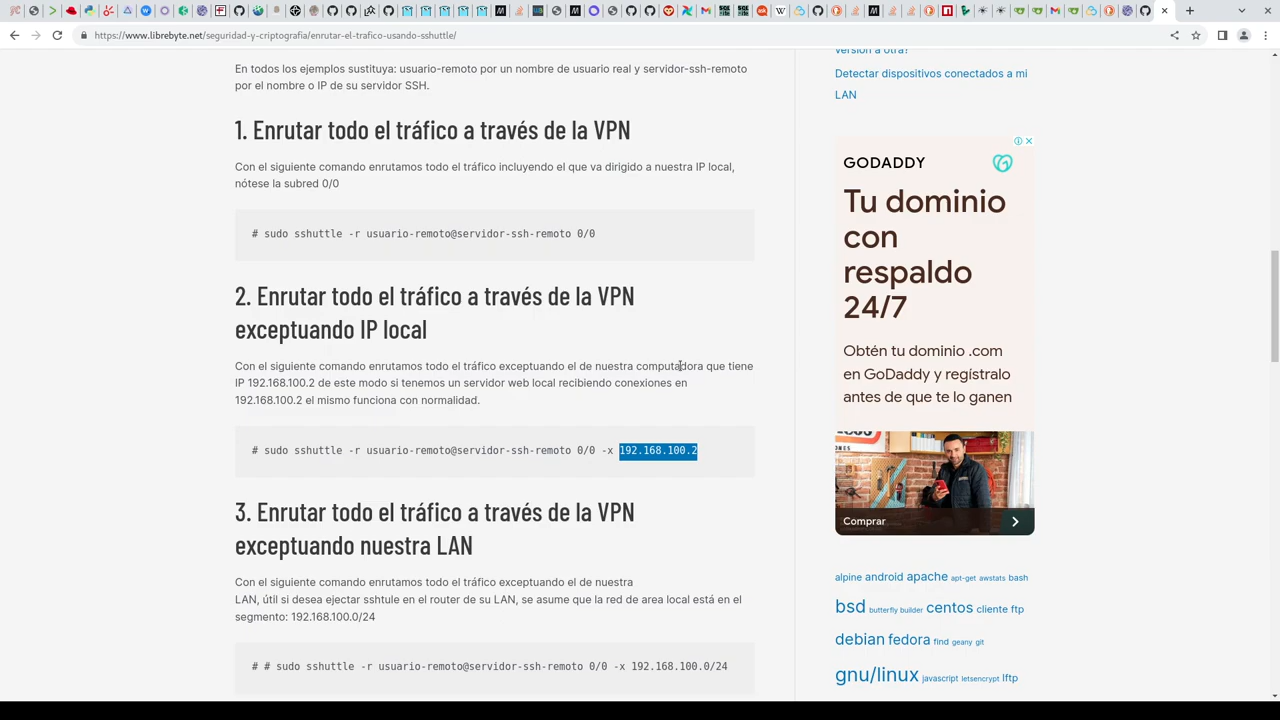 https://www.librebyte.net/seguridad-y-criptografia/enrutar-el-trafico-usando-sshuttle/
En todos los ejemplos sustituya: usuario-remoto por un nombre de usuario real y servidor-ssh-remoto
por el nombre o IP de su servidor SSH.
1. Enrutar todo el tráfico a través de la VPN
Con el siguiente comando enrutamos todo el tráfico incluyendo el que va dirigido a nuestra IP local,
nótese la subred 0/0
# sudo sshuttle -r usuario-remoto@servidor-ssh-remoto 0/0
2. Enrutar todo el tráfico a través de la VPN
exceptuando IP local
Con el siguiente comando enrutamos todo el tráfico exceptuando el de nuestra computadora que tiene
IP 192.168.100.2 de este modo si tenemos un servidor web local recibiendo conexiones en
192.168.100.2 el mismo funciona con normalidad.
# sudo sshuttle -r usuario-remoto@servidor-ssh-remoto 0/0 -x 192.168.100.2
3. Enrutar todo el tráfico a través de la VPN
exceptuando nuestra LAN
Con el siguiente comando enrutamos todo el tráfico exceptuando el de nuestra
LAN, útil si desea ejectar sshtule en el router de su LAN, se asume que la red de area local está en el
segmento: 192.168.100.0/24
# # sudo sshuttle -r usuario-remoto@servidor-ssh-remoto 0/0 -x 192.168.100.0/24
versión a otra?
Detectar dispositivos conectados a mi
LAN
GODADDY
Tu dominio
con
respaldo
24/7
Obtén tu dominio .com
en GoDaddy y regístralo
antes de que te lo ganen
Comprar
alpine android apache apt-get awstats bash
bsd butterfly builder centos cliente ftp
debian fedora find geany git
gnu/linux javascript letsencrypt lftp